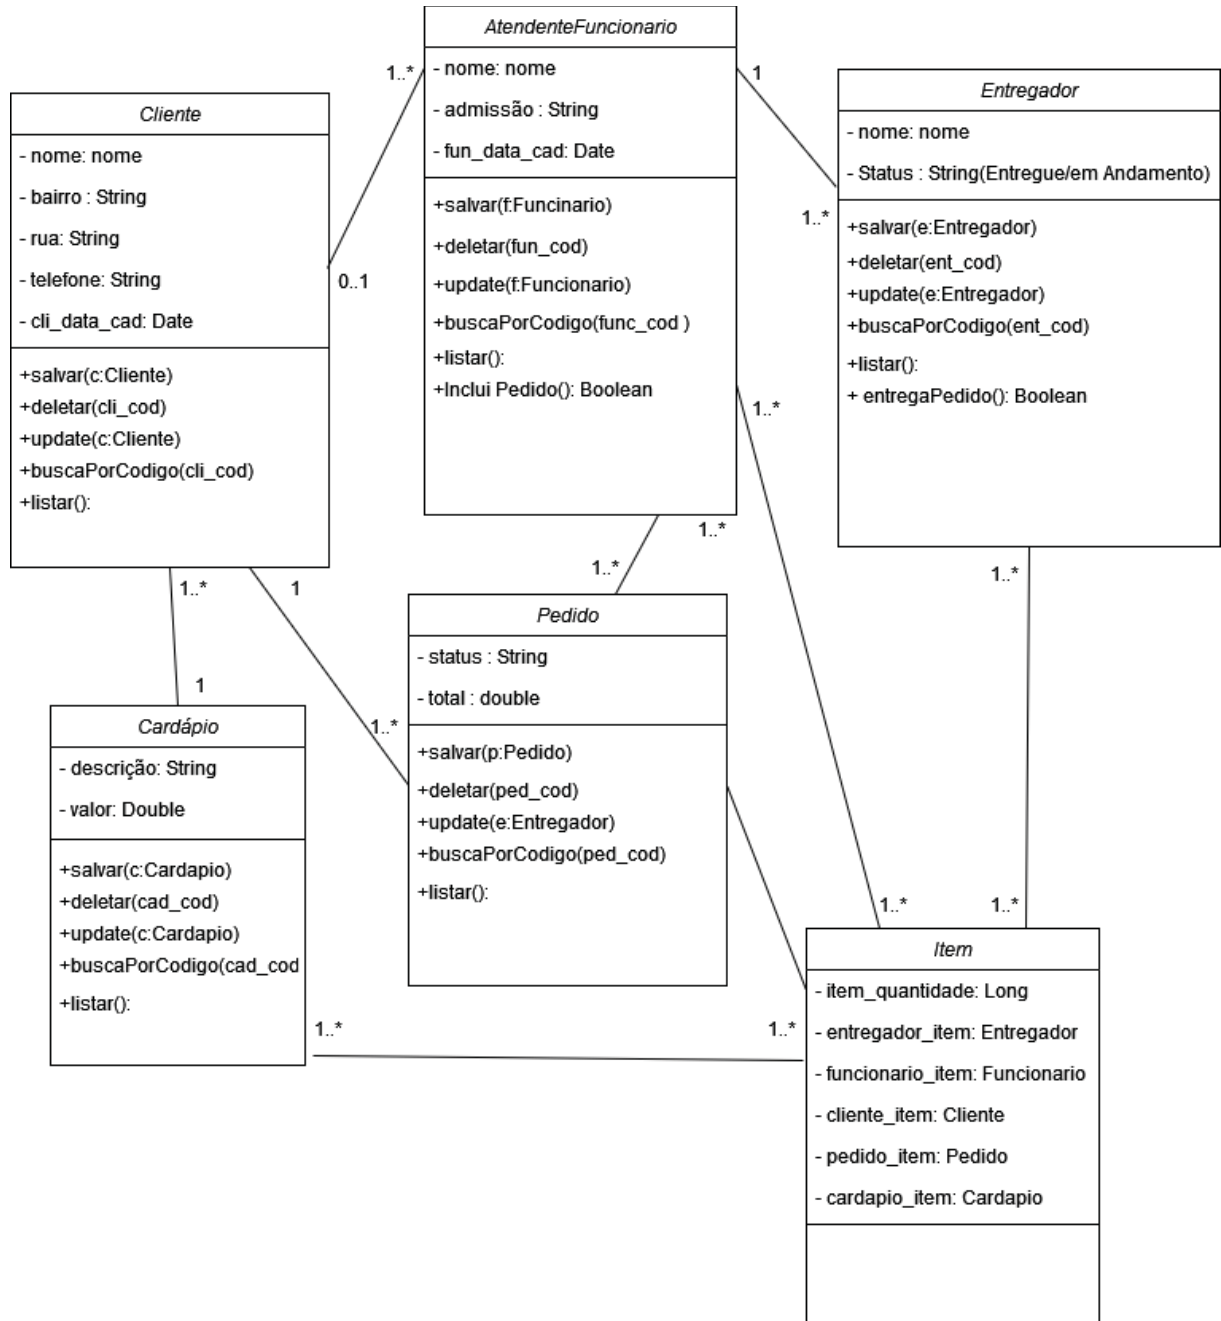 AtendenteFuncionario
- nome: nome
- admissão : String
- fun_data_cad: Date
+salvar(f:Funcinario)
+deletar(fun_cod)
+update(f:Funcionario)
+buscaPorCodigo(func_cod )
+listar():
+Inclui Pedido(): Boolean
1..*
1
Entregador
- nome: nome
- Status : String(Entregue/em Andamento)
+salvar(e:Entregador)
+deletar(ent_cod)
+update(e:Entregador)
+buscaPorCodigo(ent_cod)
+listar():
+ entregaPedido(): Boolean
1..*
Cliente
- nome: nome
- bairro : String
- rua: String
- telefone: String
- cli_data_cad: Date
+salvar(c:Cliente)
+deletar(cli_cod)
+update(c:Cliente)
+buscaPorCodigo(cli_cod)
+listar():
0..1
1..*
1..*
1..*
1..*
1..*
1
1
1..*
Pedido
- status : String
- total : double
+salvar(p:Pedido)
+deletar(ped_cod)
+update(e:Entregador)
+buscaPorCodigo(ped_cod)
+listar():
Cardápio
- descrição: String
- valor: Double
+salvar(c:Cardapio)
+deletar(cad_cod)
+update(c:Cardapio)
+buscaPorCodigo(cad_cod
+listar():
1..*
1..*
1..*
1..*
Item
- item_quantidade: Long
- entregador_item: Entregador
- funcionario_item: Funcionario
- cliente_item: Cliente
- pedido_item: Pedido
- cardapio_item: Cardapio